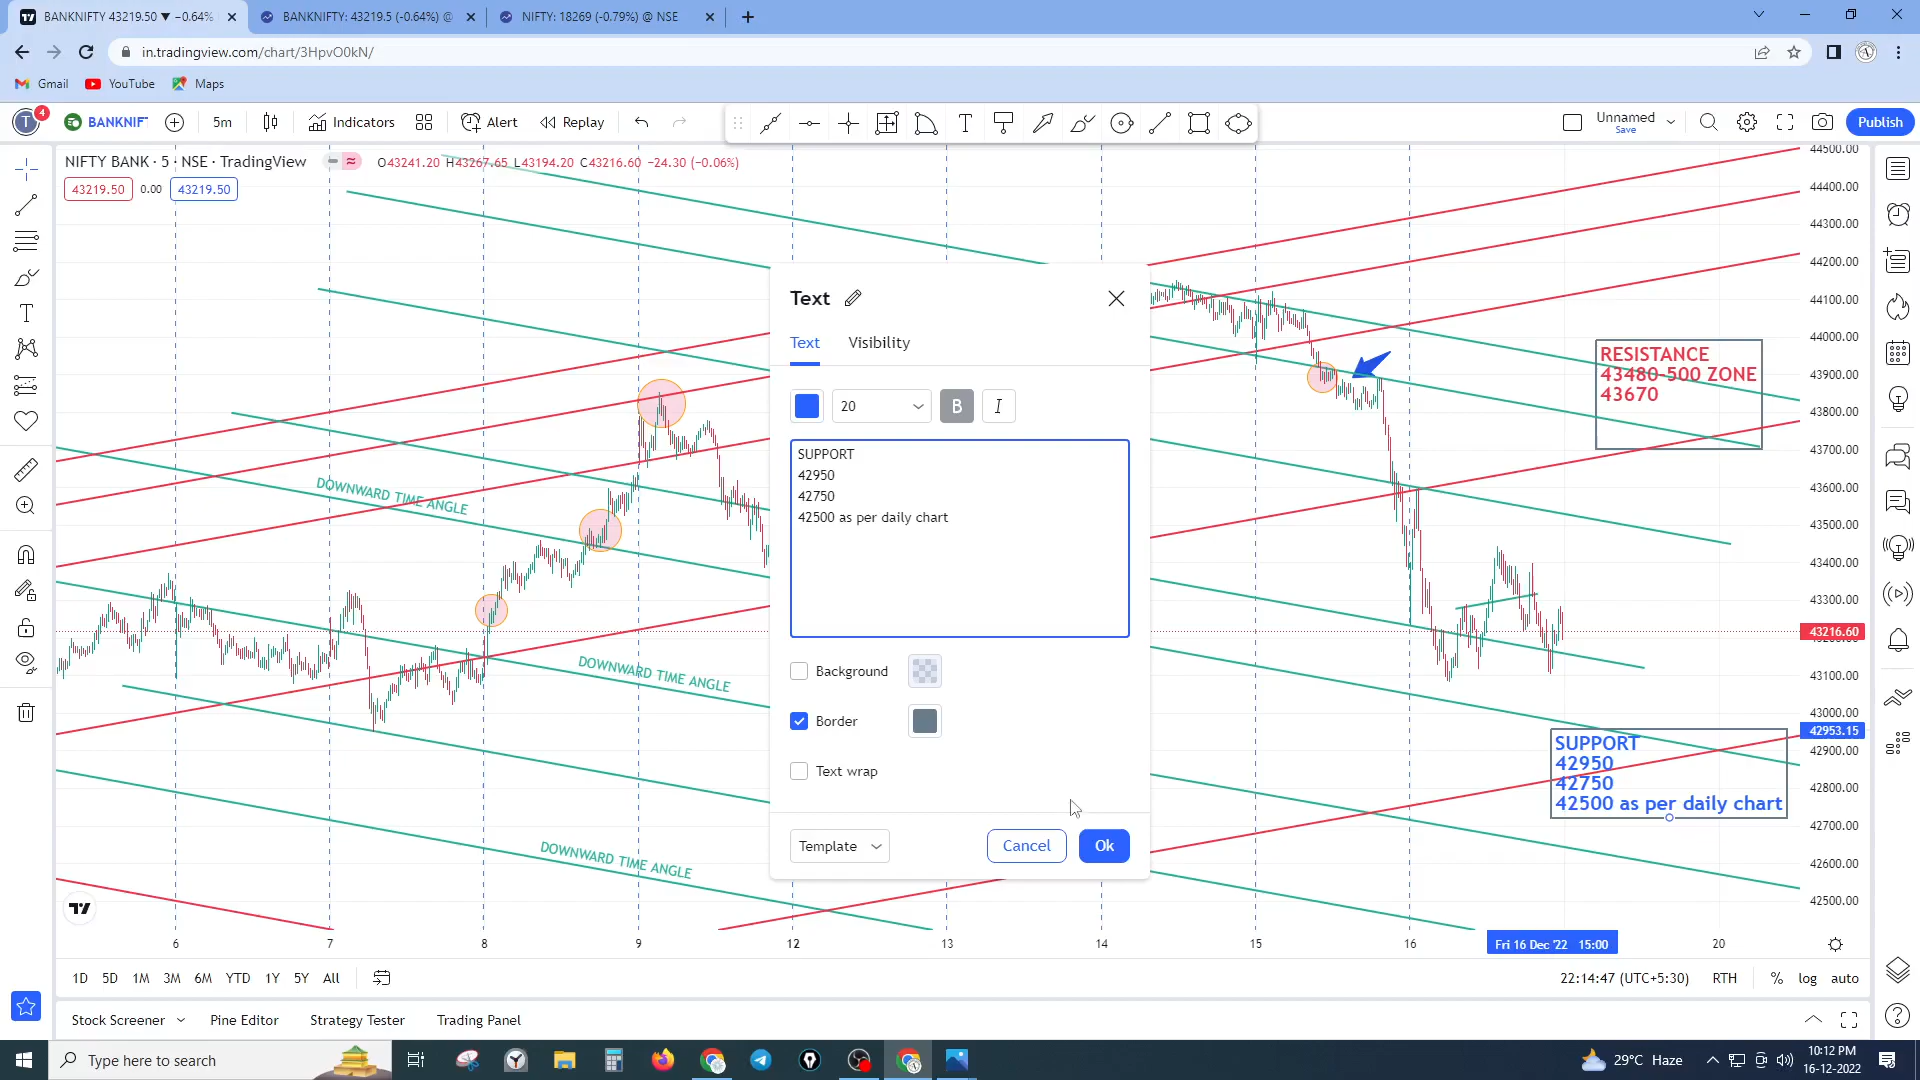 BANKNIFTY 43219.50 ▼ −0.64%
BANKNIFTY: 43219.5 (-0.64%) @
NIFTY: 18269 (-0.79%) @ NSE
in.tradingview.com/chart/3HpvO0kN/
Gmail
YouTube
Maps
T
4
BANKNIF
5m
Indicators
Alert
Replay
Unnamed
Save
Publish
NIFTY BANK · 5 · NSE · TradingView
O43241.20 H43267.65 L43194.20 C43216.60 −24.30 (−0.06%)
43219.50
0.00
43219.50
44500.00
44400.00
44300.00
44200.00
44100.00
44000.00
43900.00
43800.00
43700.00
43600.00
43500.00
43400.00
43300.00
43216.60
43100.00
43000.00
42953.15
42900.00
42800.00
42700.00
42600.00
42500.00
DOWNWARD TIME ANGLE
DOWNWARD TIME ANGLE
DOWNWARD TIME ANGLE
RESISTANCE
43480-500 ZONE
43670
SUPPORT
42950
42750
42500 as per daily chart
Text
Text
Visibility
20
B
I
SUPPORT
42950
42750
42500 as per daily chart
Background
Border
Text wrap
Template
Cancel
Ok
6
7
8
9
12
13
14
15
16
Fri 16 Dec '22 15:00
20
1D
5D
1M
3M
6M
YTD
1Y
5Y
All
22:14:47 (UTC+5:30)
RTH
%
log
auto
Stock Screener
Pine Editor
Strategy Tester
Trading Panel
Type here to search
29°C Haze
10:12 PM
16-12-2022